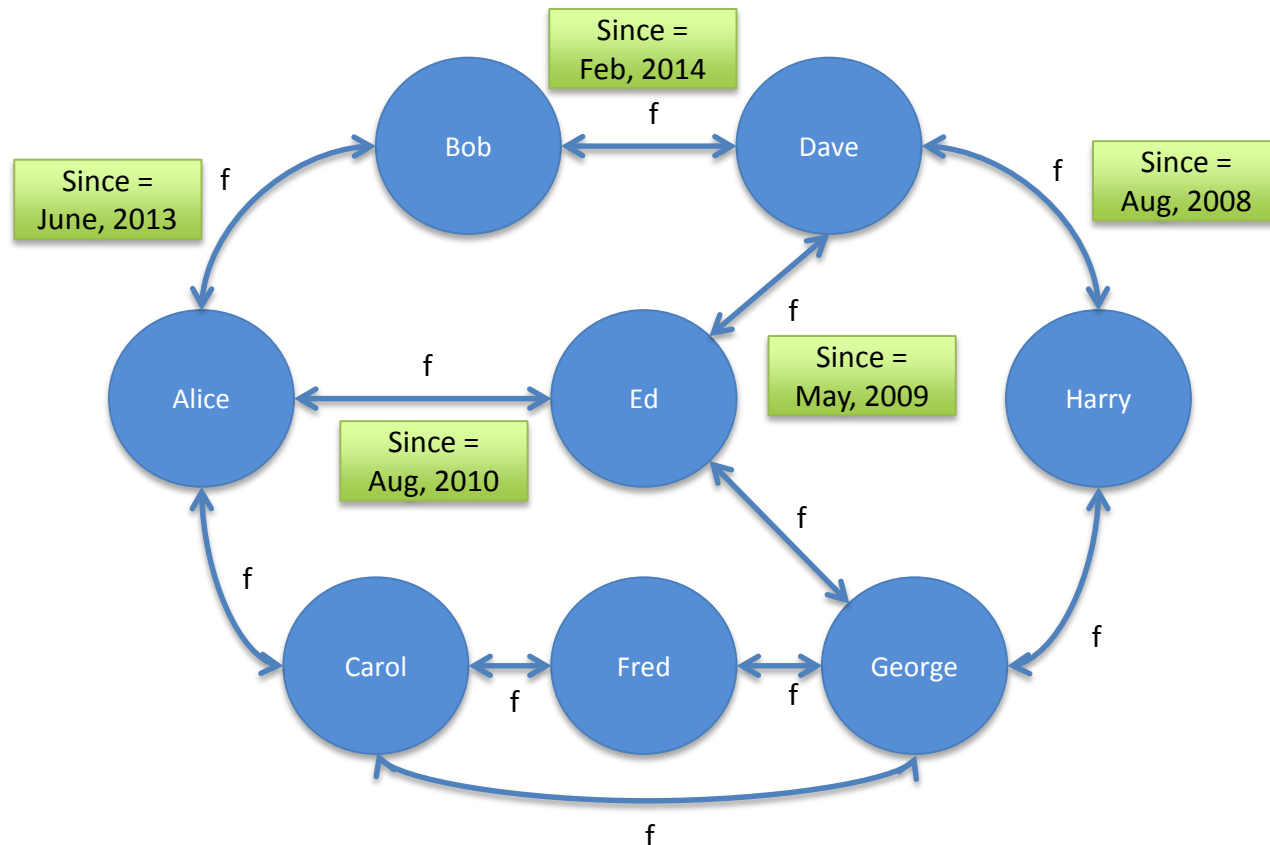 Since =
Feb, 2014
f
Bob
Dave
Since =
June, 2013
f
f
Since =
Aug, 2008
f
Since =
May, 2009
f
Alice
Ed
Harry
Since =
Aug, 2010
f
f
Carol
Fred
George
f
f
f
f